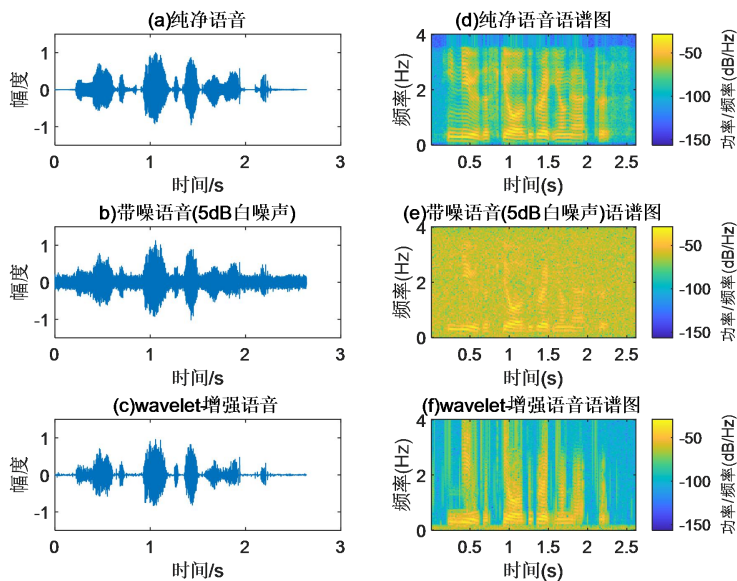 (a)纯净语音
1
0
-1
幅度
0 1 2 3
时间/s
(d)纯净语音语谱图
4
2
0
频率(Hz)
0.5 1 1.5 2 2.5
时间(s)
-50
-100
-150
功率/频率(dB/Hz)
b)带噪语音(5dB白噪声)
1
0
-1
幅度
0 1 2 3
时间/s
(e)带噪语音(5dB白噪声)语谱图
4
2
0
频率(Hz)
0.5 1 1.5 2 2.5
时间(s)
-50
-100
-150
功率/频率(dB/Hz)
(c)wavelet-增强语音
1
0
-1
幅度
0 1 2 3
时间/s
(f)wavelet-增强语音语谱图
4
2
0
频率(Hz)
0.5 1 1.5 2 2.5
时间(s)
-50
-100
-150
功率/频率(dB/Hz)